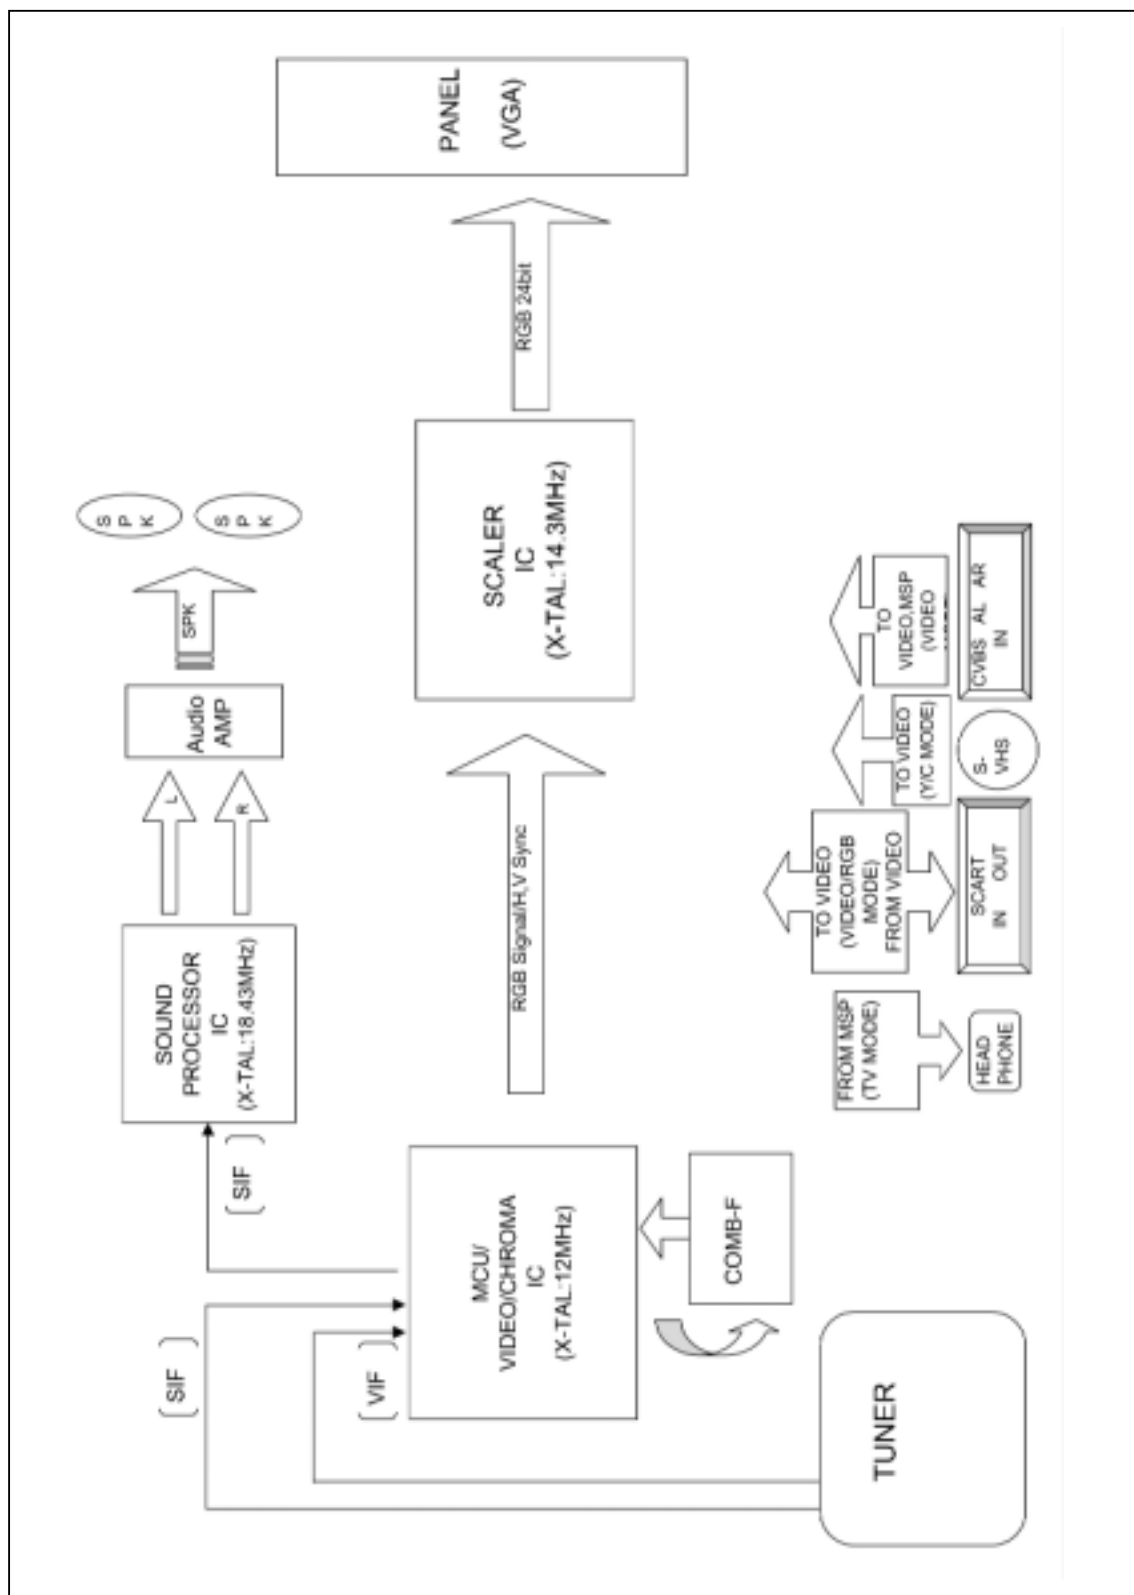 TUNER
SIF
VIF
SIF
MCU/
VIDEO/CHROMA
IC
(X-TAL:12MHz)
COMB-F
SOUND
PROCESSOR
IC
(X-TAL:18.43MHz)
L
R
Audio
AMP
SPK
SPK
SPK
RGB Signal/H,V Sync
SCALER
IC
(X-TAL:14.3MHz)
RGB 24bit
PANEL
(VGA)
FROM MSP
(TV MODE)
HEAD
PHONE
TO VIDEO
(VIDEO/RGB
MODE)
FROM VIDEO
SCART
IN OUT
TO VIDEO
(Y/C MODE)
S-
VHS
TO
VIDEO,MSP
(VIDEO
CVBS AL AR
IN